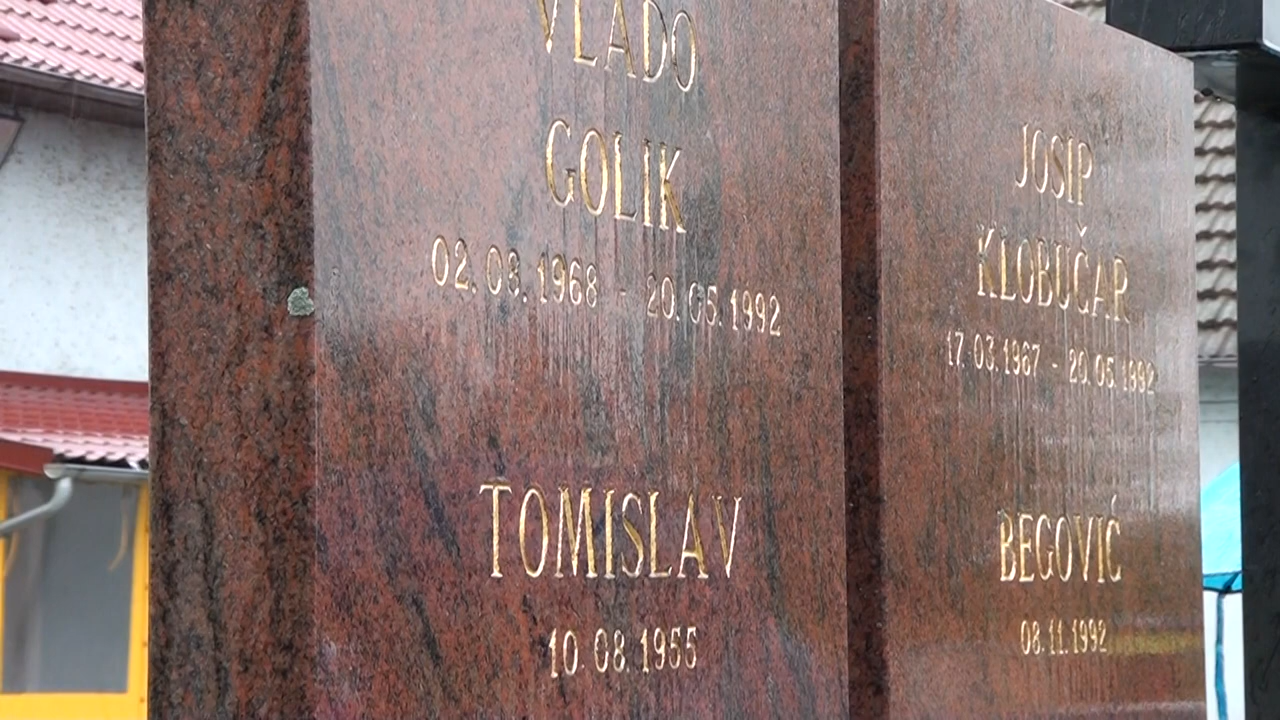 VLADO
GOLIK
02.08.1968 - 20.05.1992
TOMISLAV
10.08.1955
JOSIP
KLOBUČAR
17.03.1967 - 20.05.1992
BEGOVIĆ
08.11.1992